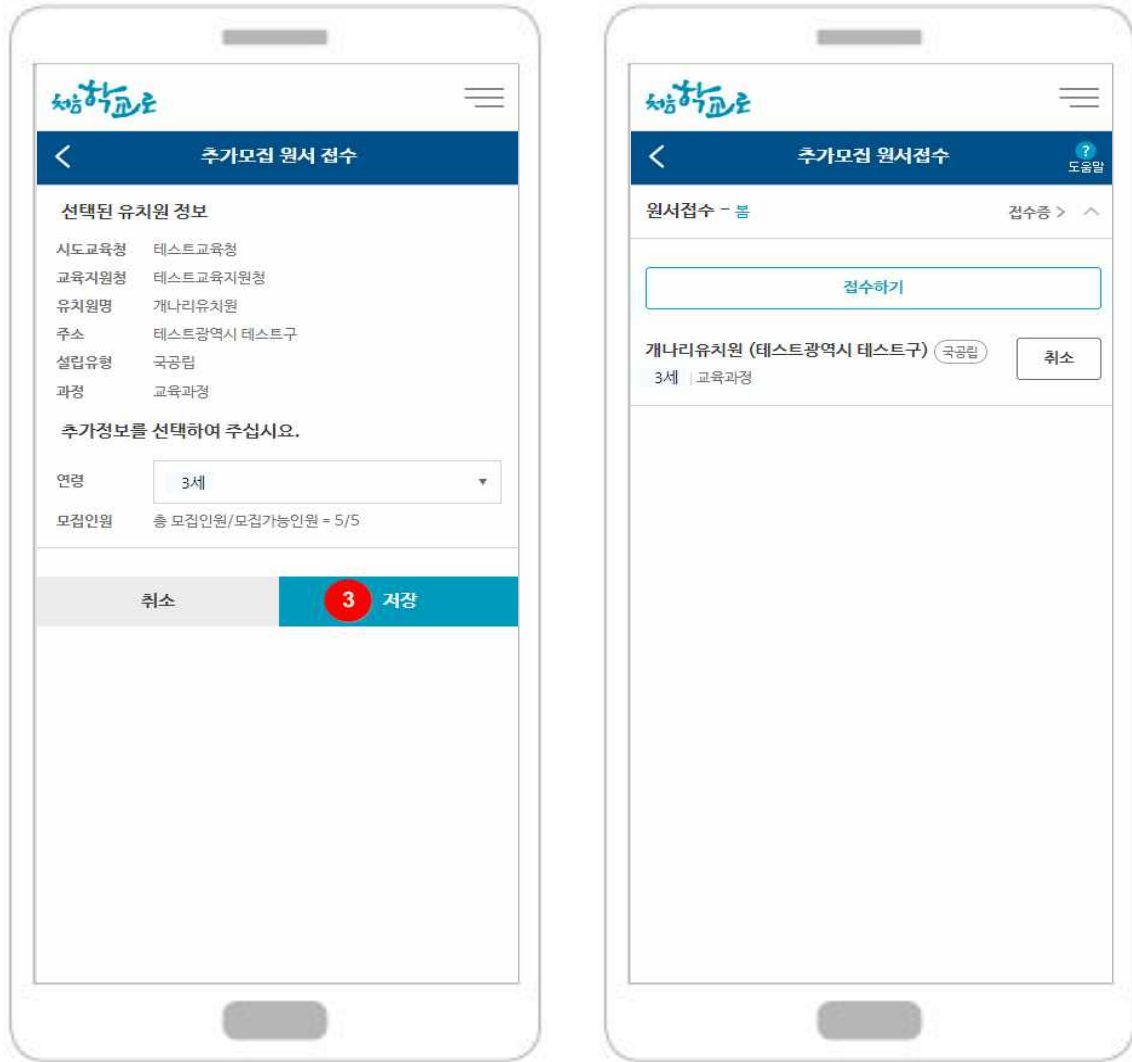 처음학교로
추가모집 원서 접수
선택된 유치원 정보
시도교육청 테스트교육청
교육지원청 테스트교육지원청
유치원명 개나리유치원
주소 테스트광역시 테스트구
설립유형 국공립
과정 교육과정
추가정보를 선택하여 주십시요.
연령 3세 ▼
모집인원 총 모집인원/모집가능인원 = 5/5
취소 3 저장
처음학교로
추가모집 원서접수 ? 도움말
원서접수 - 봄 접수증 >
접수하기
개나리유치원 (테스트광역시 테스트구) 국공립 취소
3세 | 교육과정